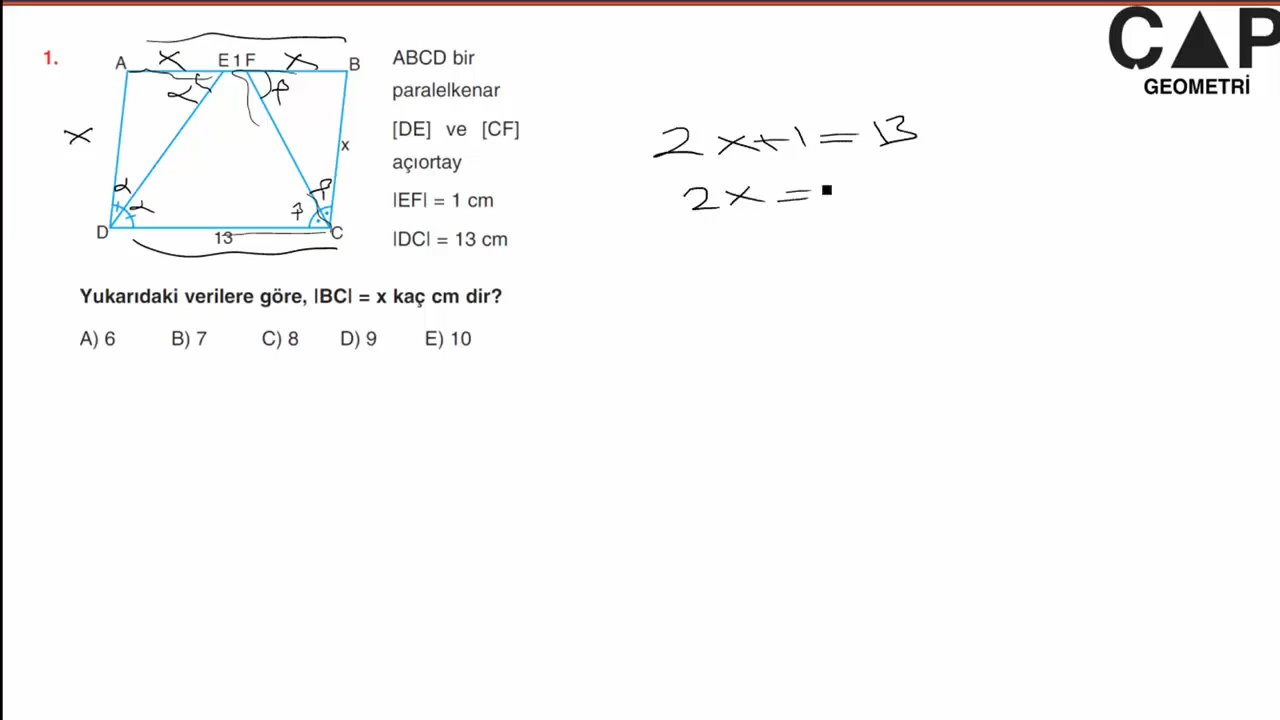 CAP
GEOMETRİ
1.
x
A E 1 F B
x x
α β
x
x
α α
β β
D 13 C
ABCD bir
paralelkenar
[DE] ve [CF]
açıortay
|EF| = 1 cm
|DC| = 13 cm
Yukarıdaki verilere göre, |BC| = x kaç cm dir?
A) 6 B) 7 C) 8 D) 9 E) 10
2x+1=13
2x=